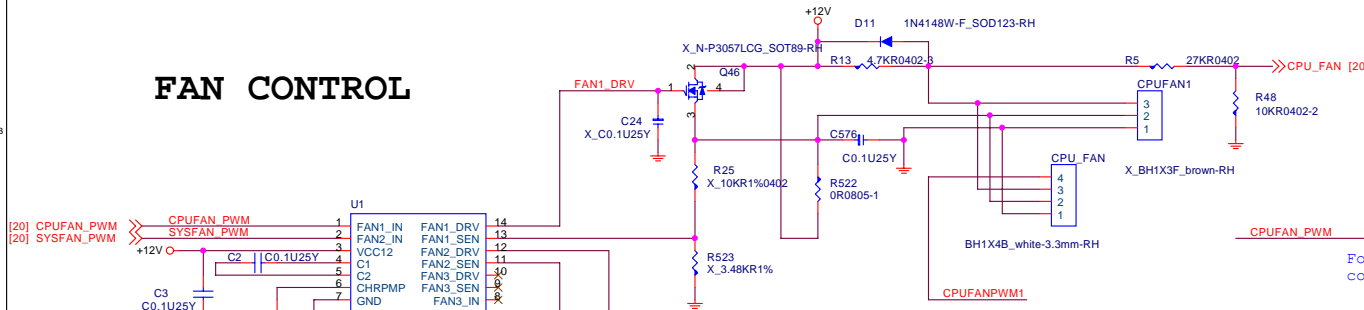 +12V
D11
1N4148W-F_SOD123-RH
X_N-P3057LCG_SOT89-RH
R13
4.7KR0402-3
R5
27KR0402
CPU_FAN [20
FAN CONTROL
FAN1_DRV
1
2
3
4
Q46
CPUFAN1
3
2
1
R48
10KR0402-2
C24
X_C0.1U25Y
B
C576
C0.1U25Y
X_BH1X3F_brown-RH
CPU_FAN
4
3
2
1
R25
X_10KR1%0402
R522
0R0805-1
BH1X4B_white-3.3mm-RH
U1
[20] CPUFAN_PWM
CPUFAN_PWM
1
FAN1_IN
FAN1_DRV
14
[20] SYSFAN_PWM
SYSFAN_PWM
2
FAN2_IN
FAN1_SEN
13
+12V
3
VCC12
FAN2_DRV
12
C2
C0.1U25Y
4
C1
FAN2_SEN
11
5
C2
FAN3_DRV
10
6
CHRPMP
FAN3_SEN
9
7
GND
FAN3_IN
8
C3
C0.1U25Y
R523
X_3.48KR1%
CPUFANPWM1
CPUFAN_PWM
Fo
co